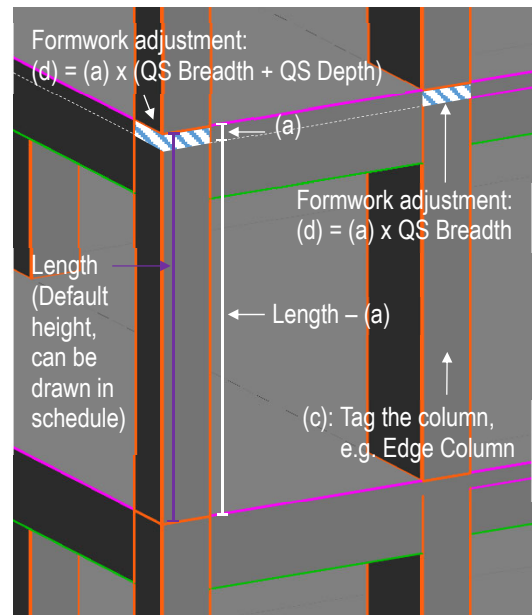 Formwork adjustment:
(d) = (a) x (QS Breadth + QS Depth)
(a)
Formwork adjustment:
(d) = (a) x QS Breadth
Length
(Default
height,
can be
drawn in
schedule)
Length – (a)
(c): Tag the column,
e.g. Edge Column